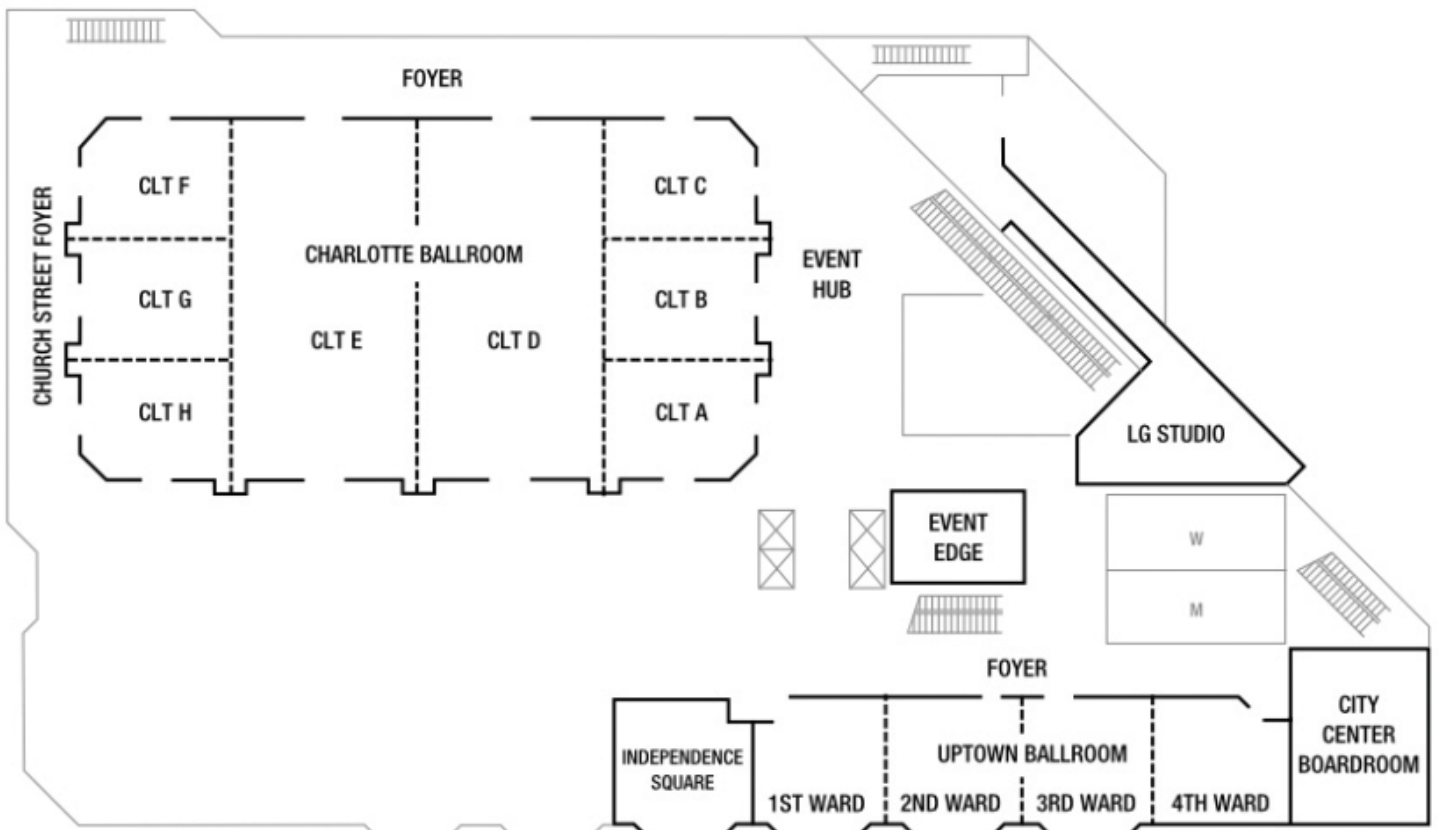 FOYER
CLT F
CLT C
CHURCH STREET FOYER
CHARLOTTE BALLROOM
EVENT
HUB
CLT G
CLT B
CLT E
CLT D
CLT H
CLT A
LG STUDIO
EVENT
EDGE
W
M
FOYER
CITY
CENTER
BOARDROOM
INDEPENDENCE
SQUARE
UPTOWN BALLROOM
1ST WARD
2ND WARD
3RD WARD
4TH WARD